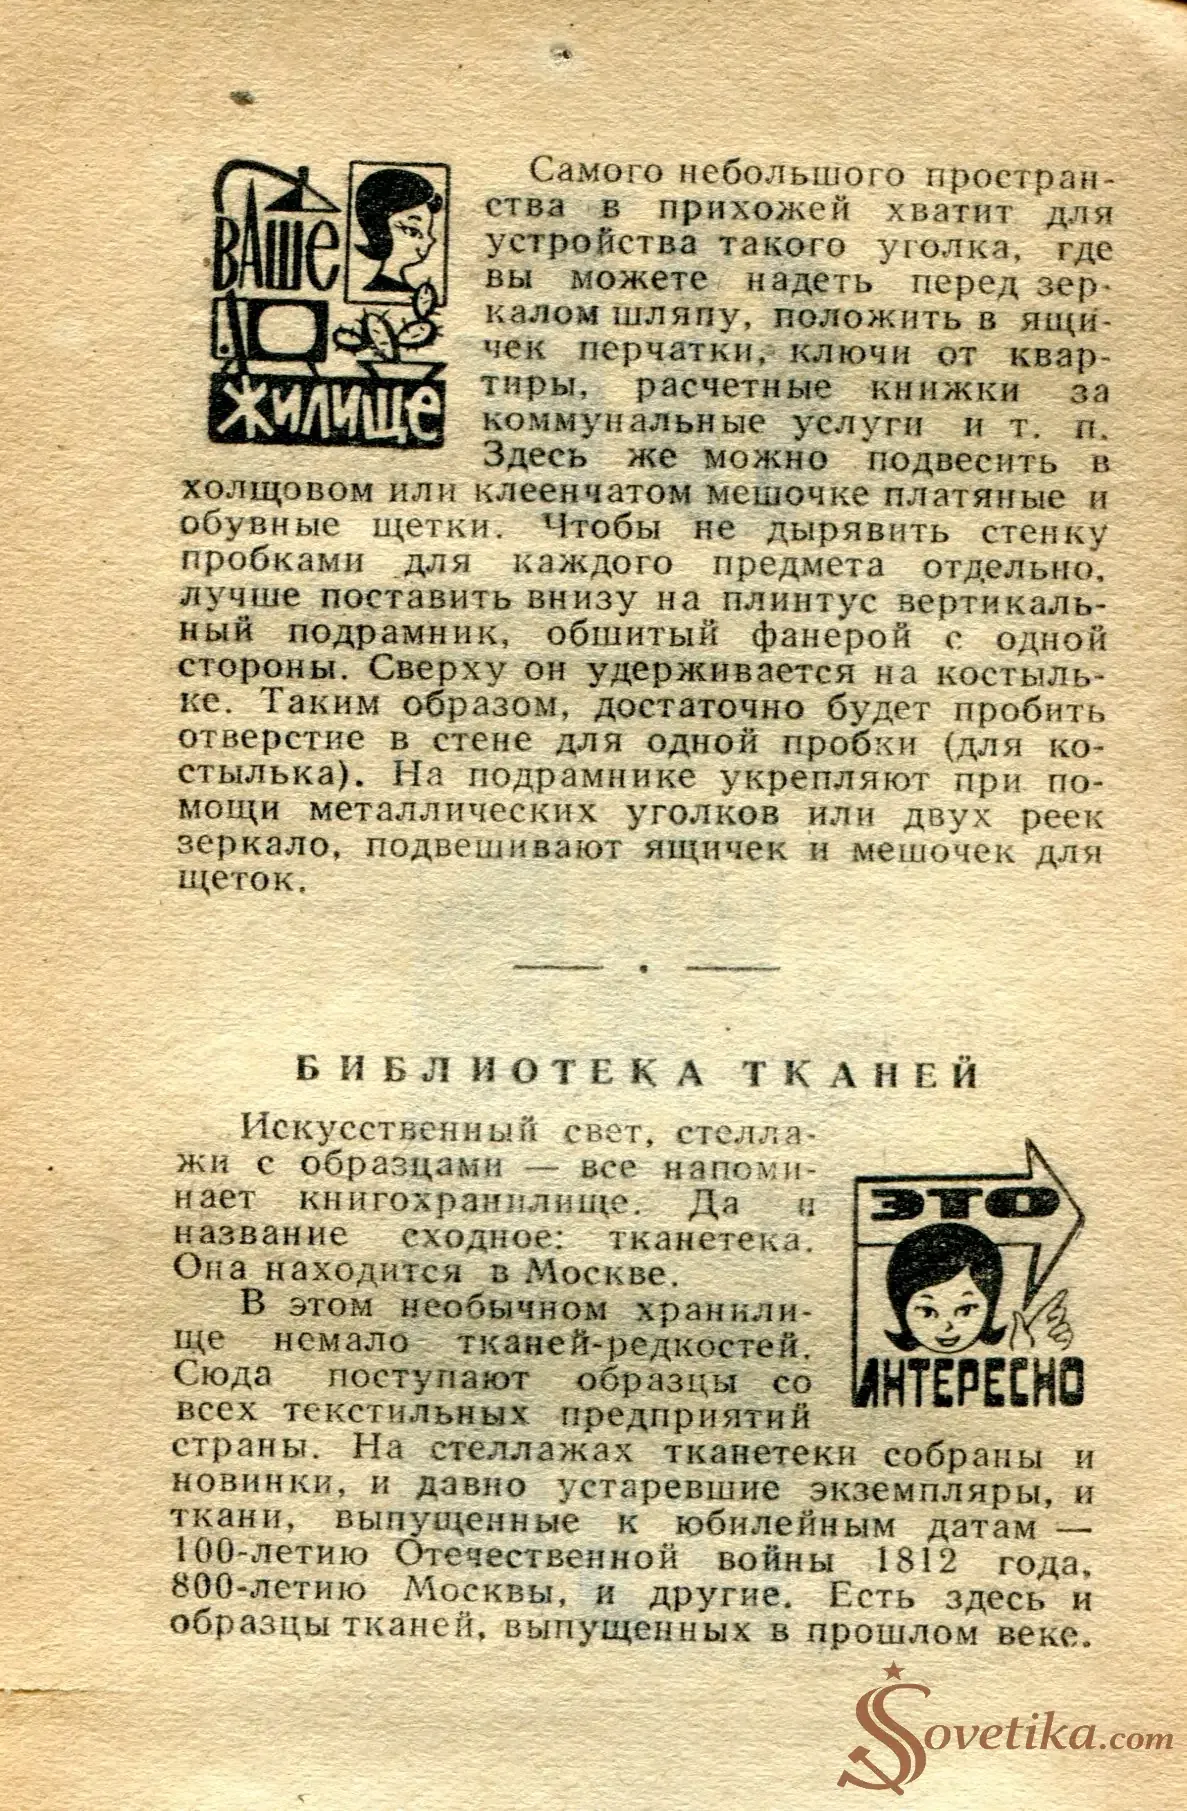 ВАШЕ
ЖИЛИЩЕ
Самого небольшого простран-
ства в прихожей хватит для
устройства такого уголка, где
вы можете надеть перед зер-
калом шляпу, положить в ящи-
чек перчатки, ключи от квар-
тиры, расчетные книжки за
коммунальные услуги и т. п.
Здесь же можно подвесить в
холщовом или клеенчатом мешочке платяные и
обувные щетки. Чтобы не дырявить стенку
пробками для каждого предмета отдельно,
лучше поставить внизу на плинтус вертикаль-
ный подрамник, обшитый фанерой с одной
стороны. Сверху он удерживается на костыль-
ке. Таким образом, достаточно будет пробить
отверстие в стене для одной пробки (для ко-
стылька). На подрамнике укрепляют при по-
мощи металлических уголков или двух реек
зеркало, подвешивают ящичек и мешочек для
щеток.
БИБЛИОТЕКА ТКАНЕЙ
Искусственный свет, стелла-
жи с образцами — все напоми-
нает книгохранилище. Да и
название сходное: тканетека.
Она находится в Москве.
В этом необычном хранили-
ще немало тканей-редкостей.
Сюда поступают образцы со
всех текстильных предприятий
страны. На стеллажах тканетеки собраны и
новинки, и давно устаревшие экземпляры, и
ткани, выпущенные к юбилейным датам —
100-летию Отечественной войны 1812 года,
800-летию Москвы, и другие. Есть здесь и
образцы тканей, выпущенных в прошлом веке.
ЭТО
ИНТЕРЕСНО
Sovetika.com